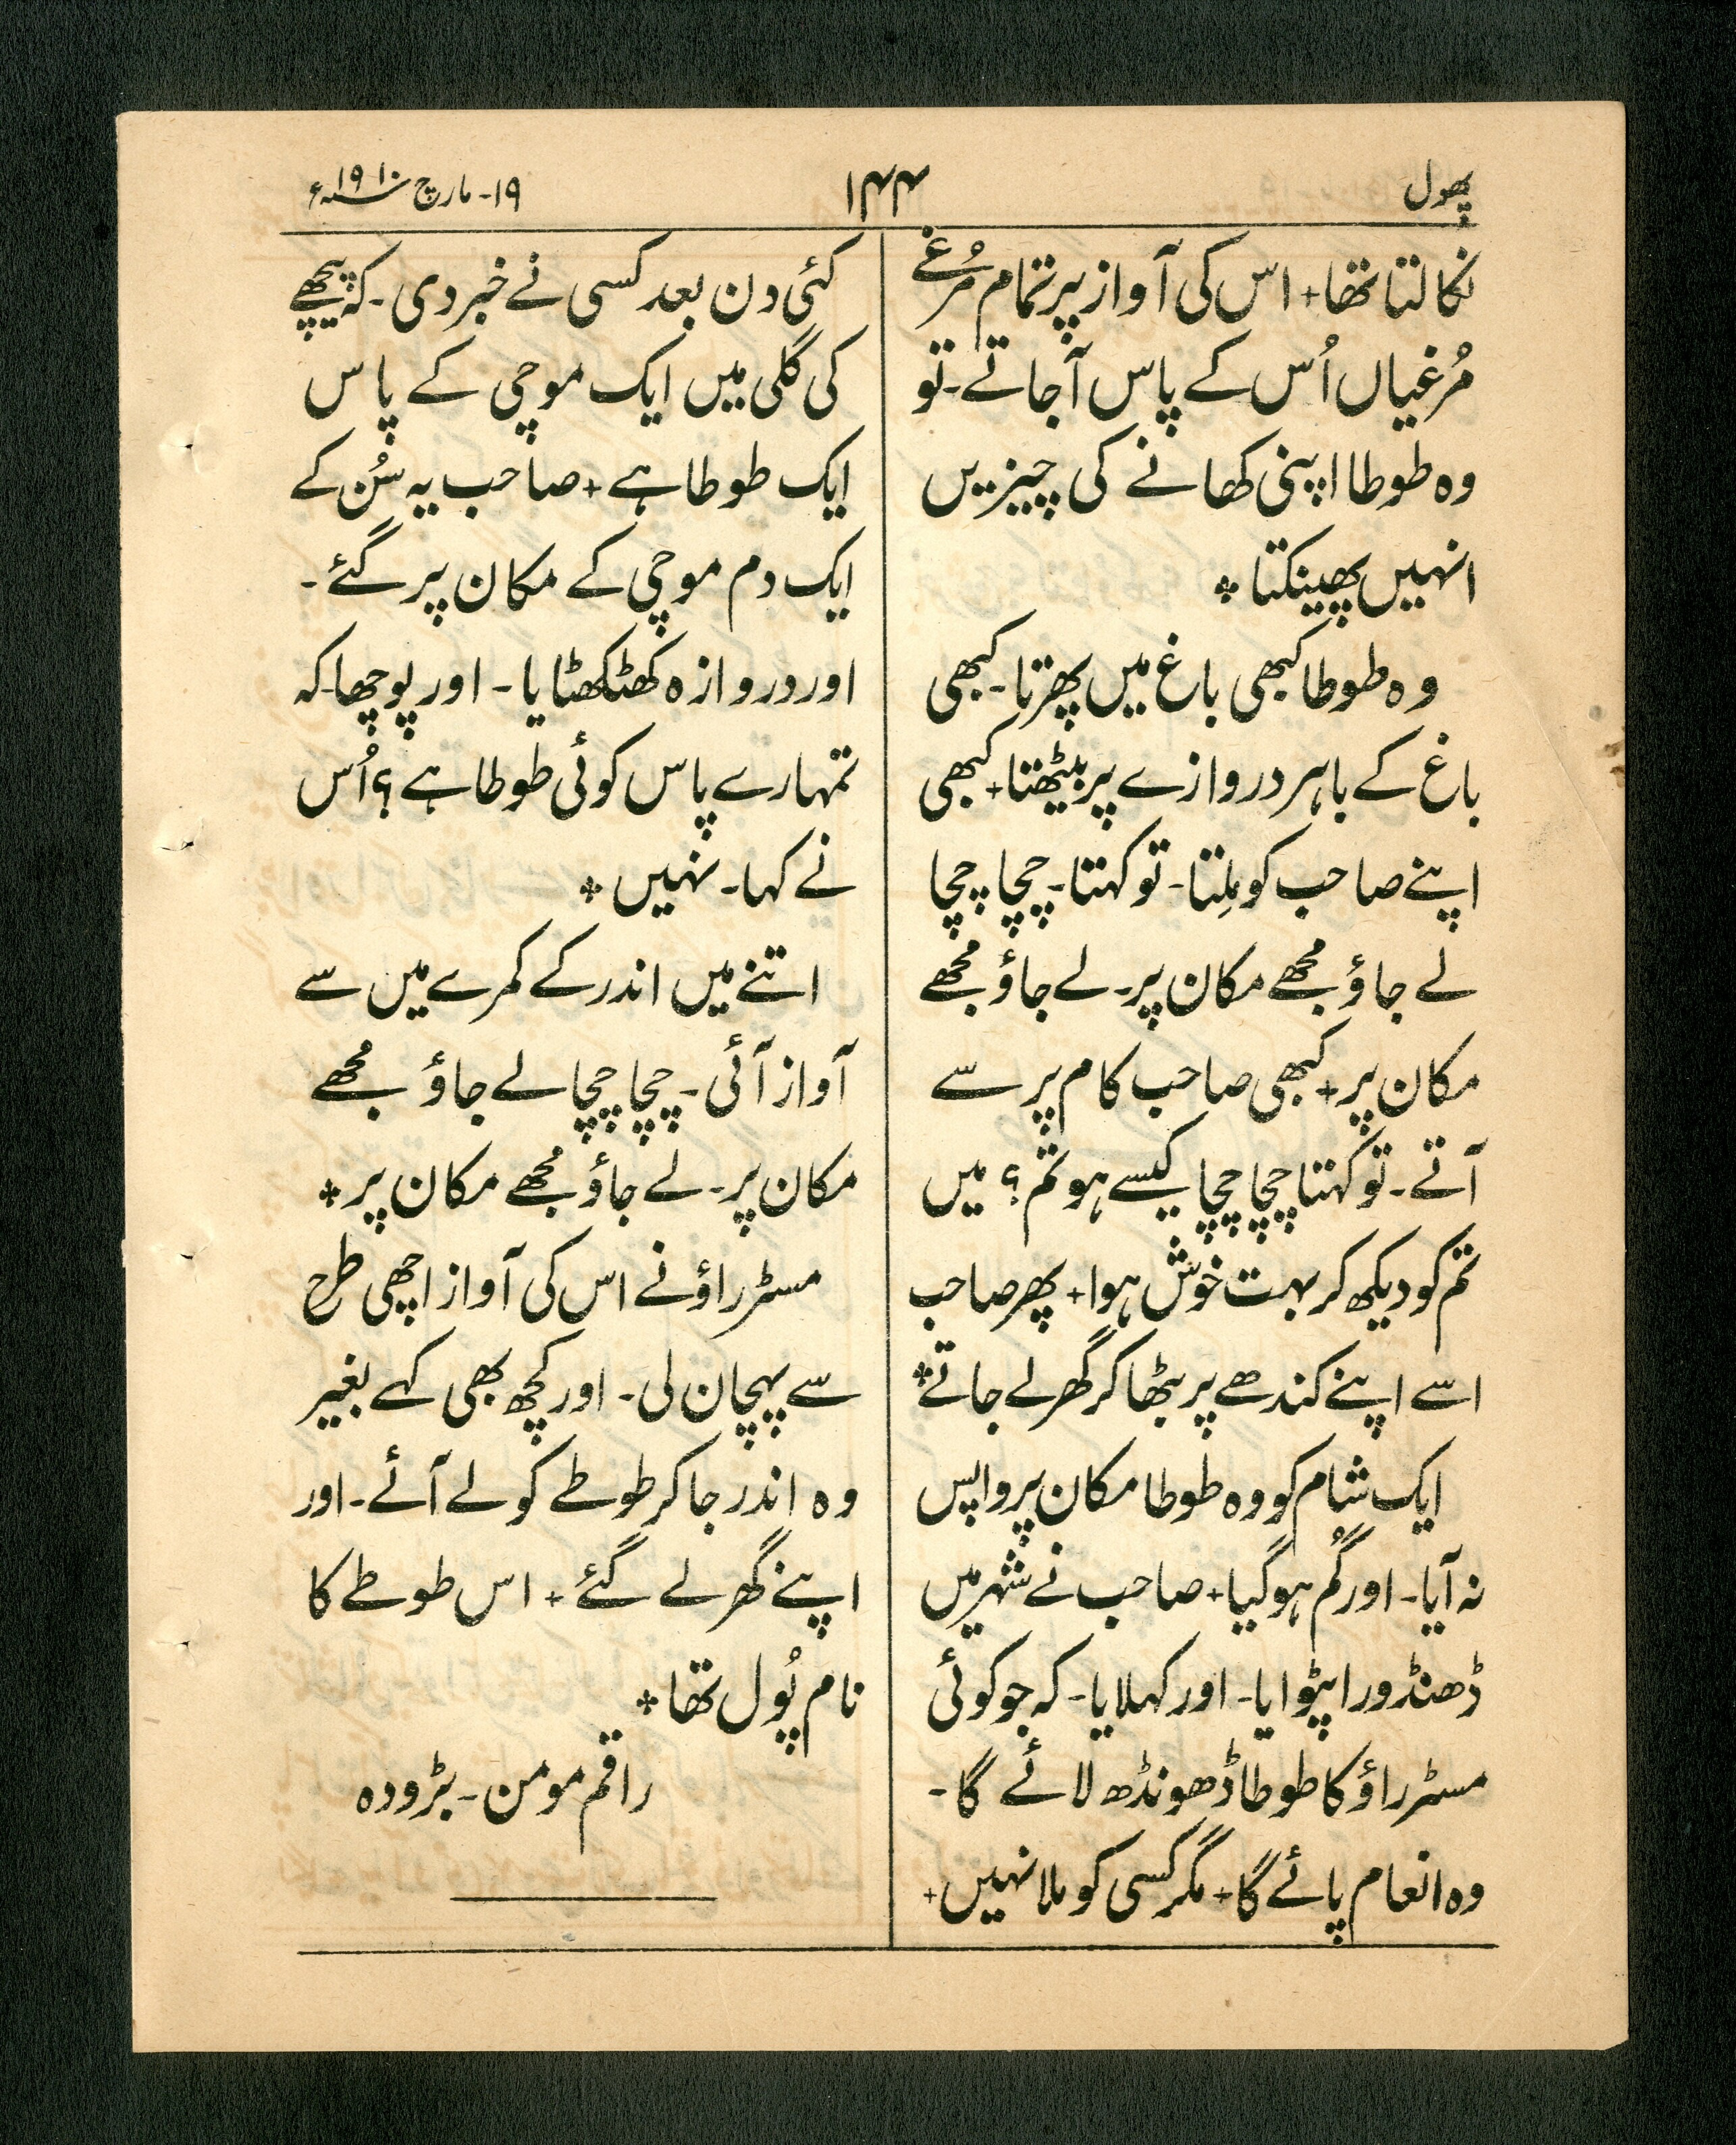 پھول
۱۴۴
۱۹- مارچ سنہ ۱۹۱۰ء
نکالتا تھا+ اس کی آواز پر تمام مُرغے
مُرغیاں اُس کے پاس آجاتے- تو
وہ طوطا اپنی کھانے کی چیزیں
انہیں پھینکتا ⁘
وہ طوطا کبھی باغ میں پھرتا- کبھی
باغ کے باہر دروازے پر بیٹھتا+ کبھی
اپنے صاحب کو مِلتا- تو کہتا- چچا چچا
لے جاؤ مجھے مکان پر- لے جاؤ مجھے
مکان پر+ کبھی صاحب کام پر سے
آتے- تو کہتا چچا چچا کیسے ہو تم؟ میں
تم کو دیکھ کر بہت خوش ہوا+ پھر صاحب
اسے اپنے کندھے پر بٹھا کر گھر لے جاتے ⁘
ایک شام کو وہ طوطا مکان پر واپس
نہ آیا- اور گُم ہو گیا+ صاحب نے شہر میں
ڈھنڈورا پٹوایا- اور کہلایا- کہ جو کوئی
مسٹر راؤ کا طوطا ڈھونڈھ لائے گا-
وہ انعام پائے گا+ مگر کسی کو ملا نہیں+
کئی دن بعد کسی نے خبر دی- کہ پیچھے
کی گلی میں ایک موچی کے پاس
ایک طوطا ہے+ صاحب یہ سُن کے
ایک دم موچی کے مکان پر گئے-
اور دروازہ کھٹکھٹایا- اور پوچھا- کہ
تمہارے پاس کوئی طوطا ہے؟ اُس
نے کہا- نہیں ⁘
اتنے میں اندر کے کمرے میں سے
آواز آئی- چچا چچا لے جاؤ مجھے
مکان پر- لے جاؤ مجھے مکان پر ⁘
مسٹر راؤ نے اس کی آواز اچھی طرح
سے پہچان لی- اور کچھ بھی کہے بغیر
وہ اندر جا کر طوطے کو لے آئے- اور
اپنے گھر لے گئے+ اس طوطے کا
نام پُول تھا ⁘
راقم مومن- بڑودہ